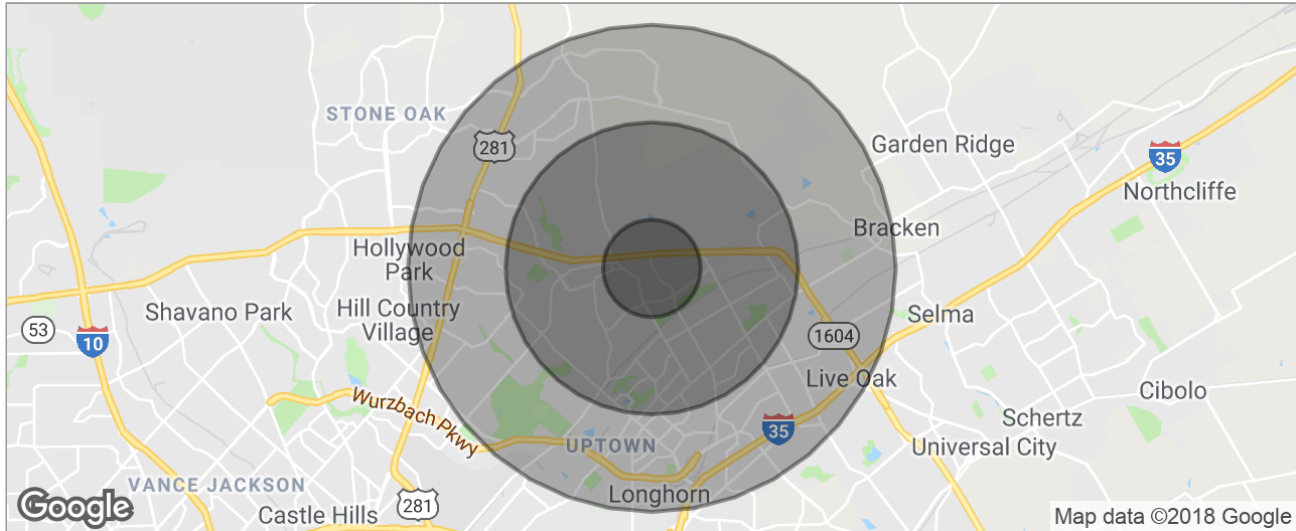 STONE OAK
281
Garden Ridge
35
Northcliffe
Bracken
Hollywood
Park
Shavano Park
Hill Country
Village
Selma
53
10
1604
Live Oak
Cibolo
Wurzbach Pkwy
Schertz
35
UPTOWN
Universal City
VANCE JACKSON
Longhorn
281
Castle Hills
Google
Map data ©2018 Google